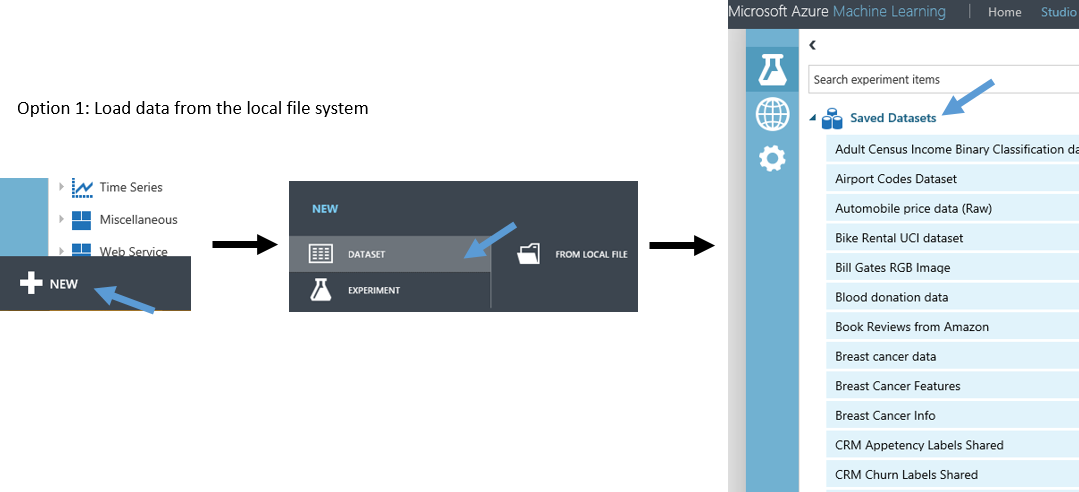 Microsoft Azure Machine Learning | Home Studio
Search experiment items
Option 1: Load data from the local file system
Saved Datasets
Adult Census Income Binary Classification da
Airport Codes Dataset
Time Series
Miscellaneous
Web Service
NEW
NEW
DATASET
FROM LOCAL FILE
EXPERIMENT
Automobile price data (Raw)
Bike Rental UCI dataset
Bill Gates RGB Image
Blood donation data
Book Reviews from Amazon
Breast cancer data
Breast Cancer Features
Breast Cancer Info
CRM Appetency Labels Shared
CRM Churn Labels Shared